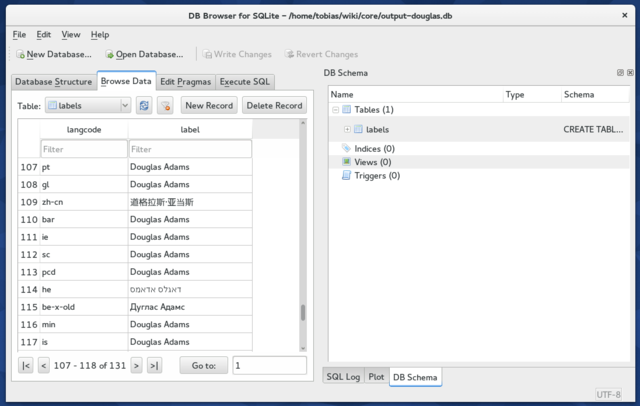 DB Browser for SQLite – /home/tobias/wiki/core/output-douglas.db
File Edit View Help
New Database... Open Database... Write Changes Revert Changes
Database Structure Browse Data Edit Pragmas Execute SQL
Table: labels New Record Delete Record
langcode label
Filter Filter
107 pt Douglas Adams
108 gl Douglas Adams
109 zh-cn 道格拉斯·亚当斯
110 bar Douglas Adams
111 ie Douglas Adams
112 sc Douglas Adams
113 pcd Douglas Adams
114 he דאגלס אדאמס
115 be-x-old Дуглас Адамс
116 min Douglas Adams
117 is Douglas Adams
|< < 107 - 118 of 131 > >| Go to: 1
DB Schema
Name Type Schema
Tables (1)
labels CREATE TABL...
Indices (0)
Views (0)
Triggers (0)
SQL Log Plot DB Schema
UTF-8